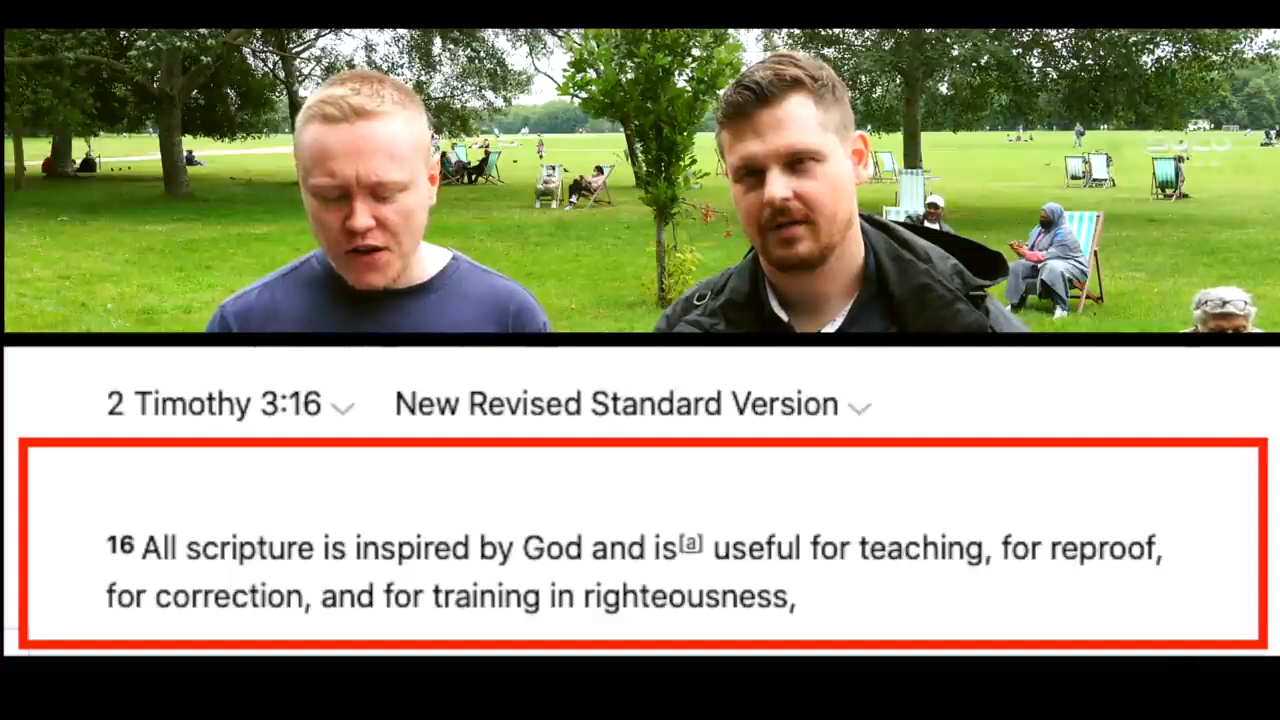 2 Timothy 3:16 New Revised Standard Version
16 All scripture is inspired by God and is[a] useful for teaching, for reproof,
for correction, and for training in righteousness,